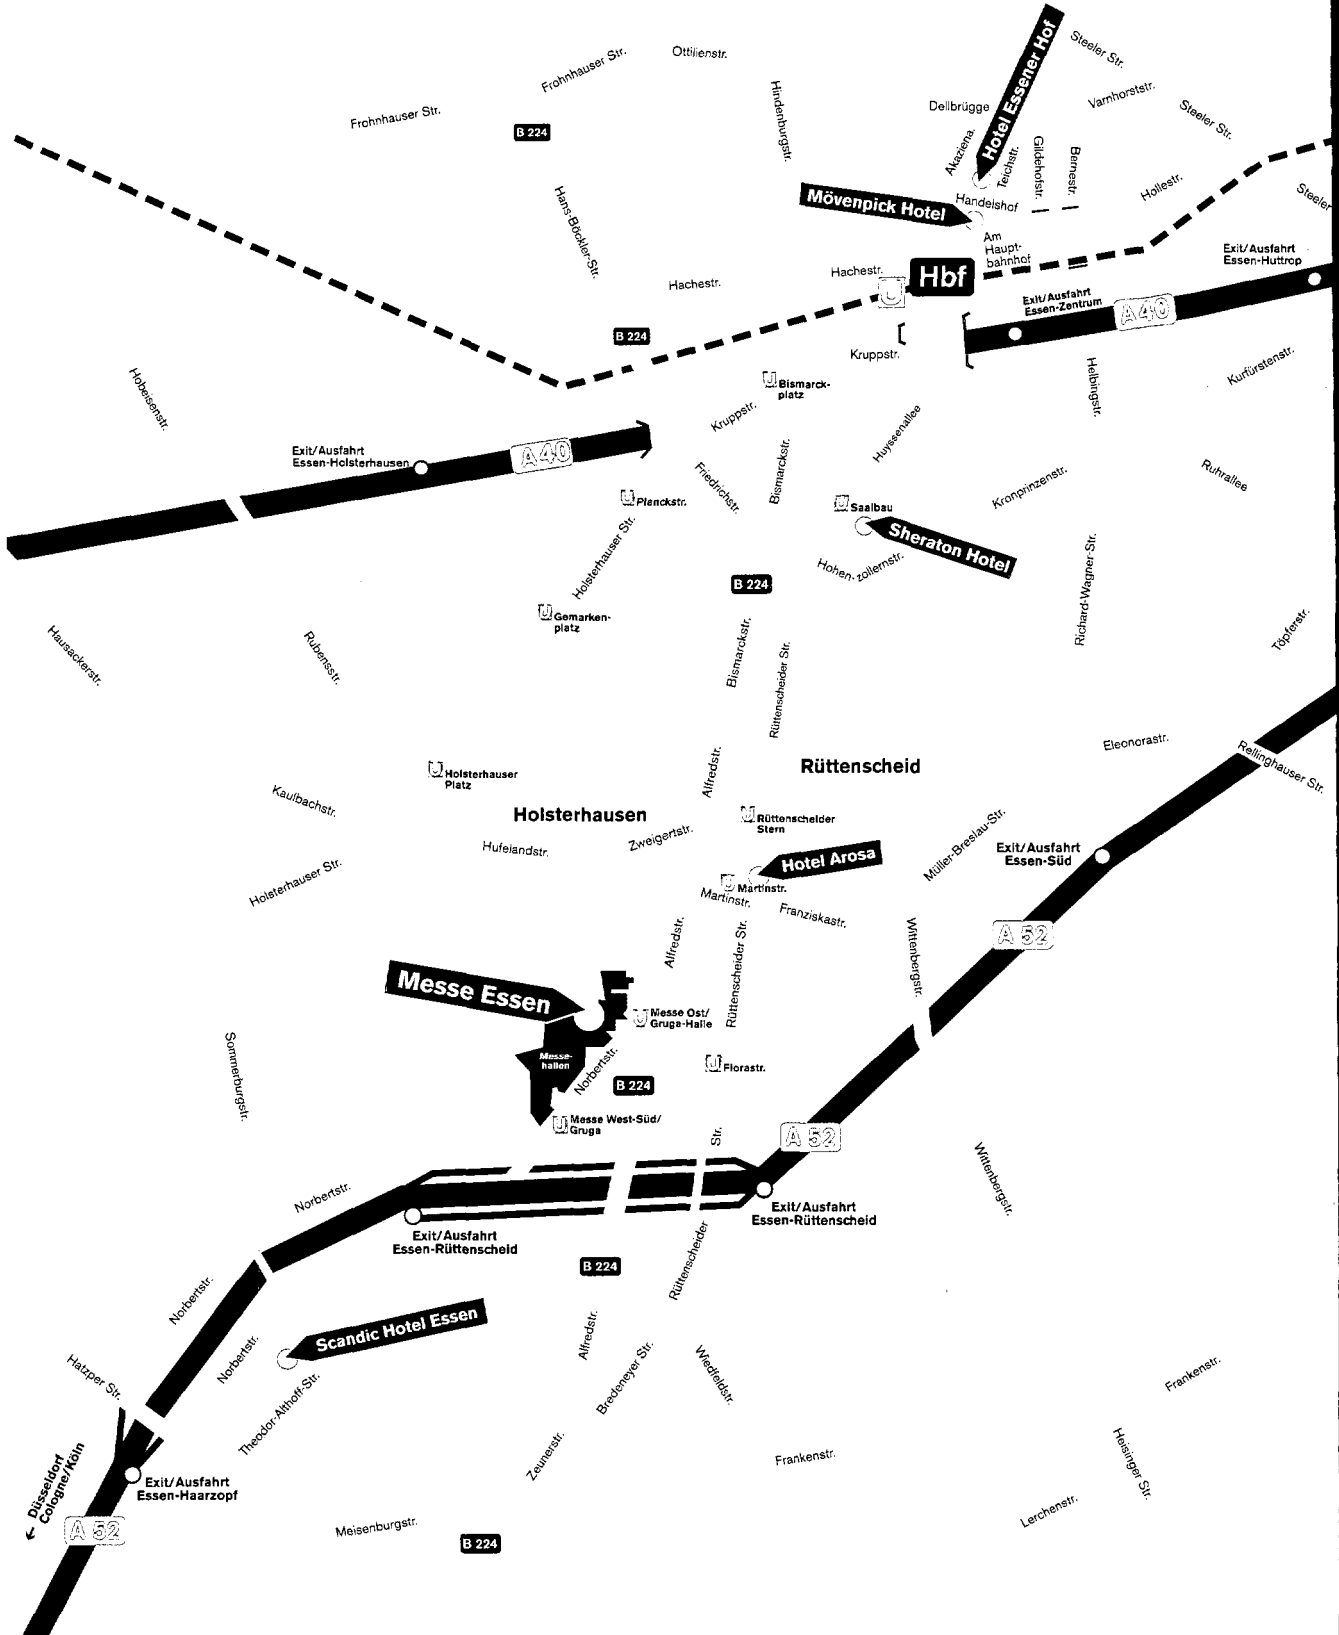 Frohnhauser Str.
Ottilienstr.
Steeler Str.
Hotel Essener Hof
Frohnhauser Str.
B 224
Hindenburgstr.
Dellbrügge
Varnhorststr.
Steeler Str.
Akaziena.
Teichstr.
Gildehofstr.
Bernestr.
Hollestr.
Steeler
Mövenpick Hotel
Handelshof
Hans-Böckler-Str.
Am
Haupt-
bahnhof
Exit/Ausfahrt
Essen-Huttrop
Hachestr.
Hachestr.
U
Hbf
Exit/Ausfahrt
Essen-Zentrum
A40
B 224
Kruppstr.
Hobeisenstr.
U Bismarck-
platz
Helbingstr.
Kurfürstenstr.
Kruppstr.
Huyssenallee
Exit/Ausfahrt
Essen-Holsterhausen
A40
Friedrichstr.
Bismarckstr.
Kronprinzenstr.
Ruhrallee
U Planckstr.
U Saalbau
Sheraton Hotel
Holsterhauser Str.
Hohen-zollernstr.
Richard-Wagner-Str.
B 224
U Gemarken-
platz
Hausackerstr.
Rubensstr.
Bismarckstr.
Rüttenscheider Str.
Töpferstr.
Alfredstr.
Eleonorastr.
Rellinghauser Str.
Rüttenscheid
U Holsterhauser
Platz
Kaulbachstr.
Holsterhausen
U Rüttenscheider
Stern
Zweigertstr.
Hufelandstr.
Müller-Breslau-Str.
Exit/Ausfahrt
Essen-Süd
Hotel Arosa
Holsterhauser Str.
U Martinstr.
Martinstr.
Franziskastr.
Alfredstr.
Rüttenscheider Str.
Wittenbergstr.
A 52
Messe Essen
U Messe Ost/
Gruga-Halle
Messe-
hallen
Norbertstr.
U Florastr.
Sommerburgstr.
B 224
U Messe West-Süd/
Gruga
Str.
A 52
Wittenbergstr.
Norbertstr.
Exit/Ausfahrt
Essen-Rüttenscheid
Exit/Ausfahrt
Essen-Rüttenscheid
Rüttenscheider
B 224
Norbertstr.
Scandic Hotel Essen
Norbertstr.
Alfredstr.
Bredeneyer Str.
Wiedfeldstr.
Hatzper Str.
Theodor-Althoff-Str.
Frankenstr.
Zeunerstr.
Frankenstr.
Heisinger Str.
← Düsseldorf
Cologne/Köln
Exit/Ausfahrt
Essen-Haarzopf
Lerchenstr.
A 52
Meisenburgstr.
B 224